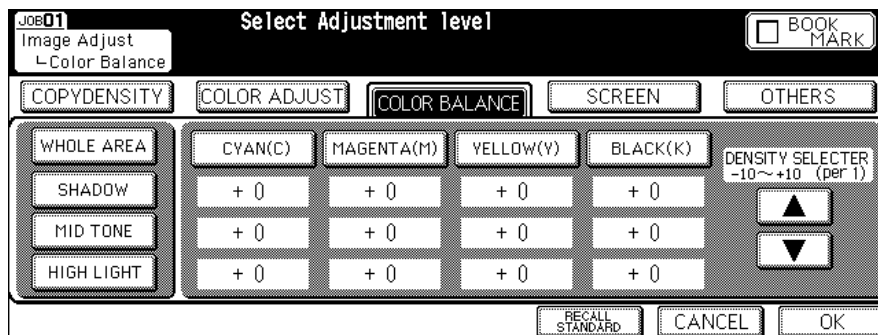 JOB01
Select Adjustment level
Image Adjust
Color Balance
BOOK
MARK
COPYDENSITY
COLOR ADJUST
COLOR BALANCE
SCREEN
OTHERS
WHOLE AREA
CYAN(C)
MAGENTA(M)
YELLOW(Y)
BLACK(K)
DENSITY SELECTER
-10~+10 (per 1)
SHADOW
+ 0
+ 0
+ 0
+ 0
MID TONE
+ 0
+ 0
+ 0
+ 0
HIGH LIGHT
+ 0
+ 0
+ 0
+ 0
RECALL
STANDARD
CANCEL
OK